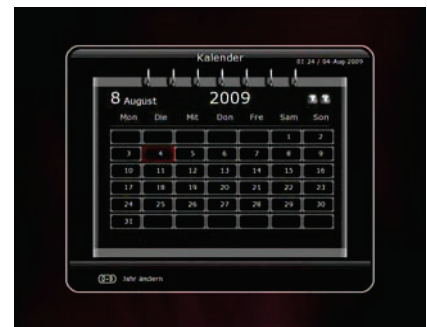 Kalender
01:24 / 04-Aug-2009
8 August 2009
Mon Die Mit Don Fre Sam Son
1 2
3 4 5 6 7 8 9
10 11 12 13 14 15 16
17 18 19 20 21 22 23
24 25 26 27 28 29 30
31
Jahr ändern